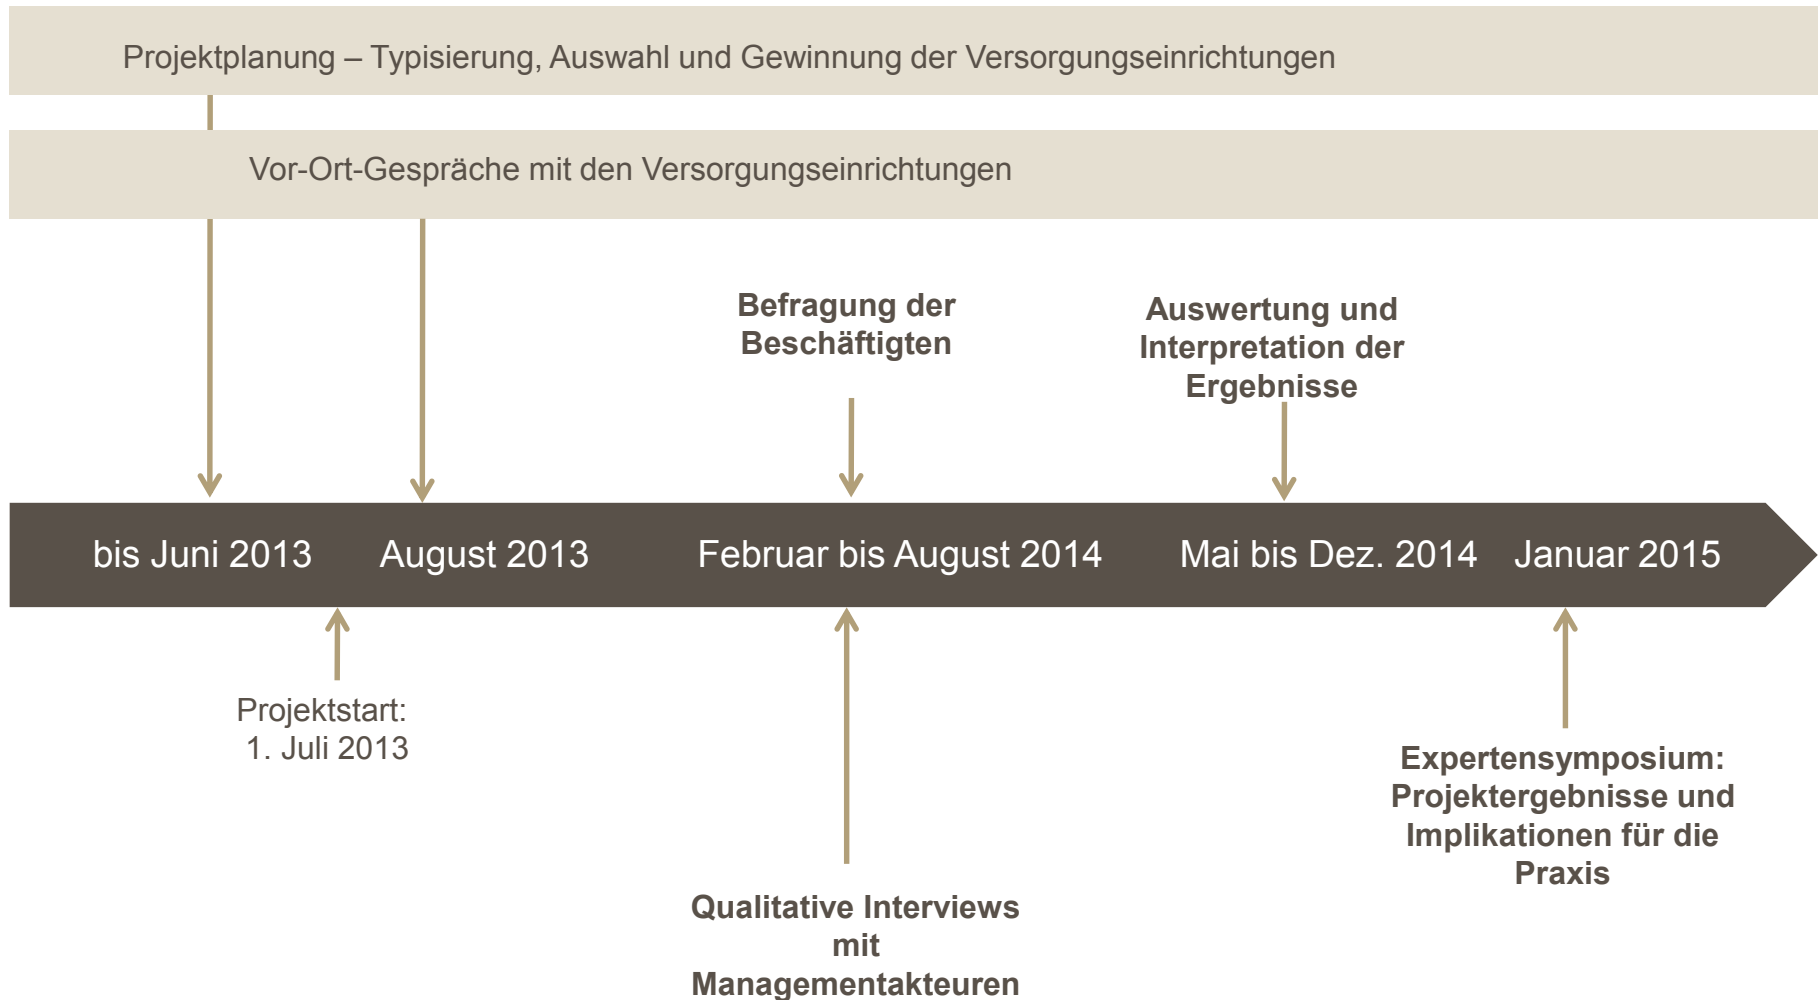 Projektplanung – Typisierung, Auswahl und Gewinnung der Versorgungseinrichtungen
Vor-Ort-Gespräche mit den Versorgungseinrichtungen
Befragung der
Beschäftigten
Auswertung und
Interpretation der
Ergebnisse
bis Juni 2013
August 2013
Februar bis August 2014
Mai bis Dez. 2014
Januar 2015
Projektstart:
1. Juli 2013
Qualitative Interviews
mit
Managementakteuren
Expertensymposium:
Projektergebnisse und
Implikationen für die
Praxis